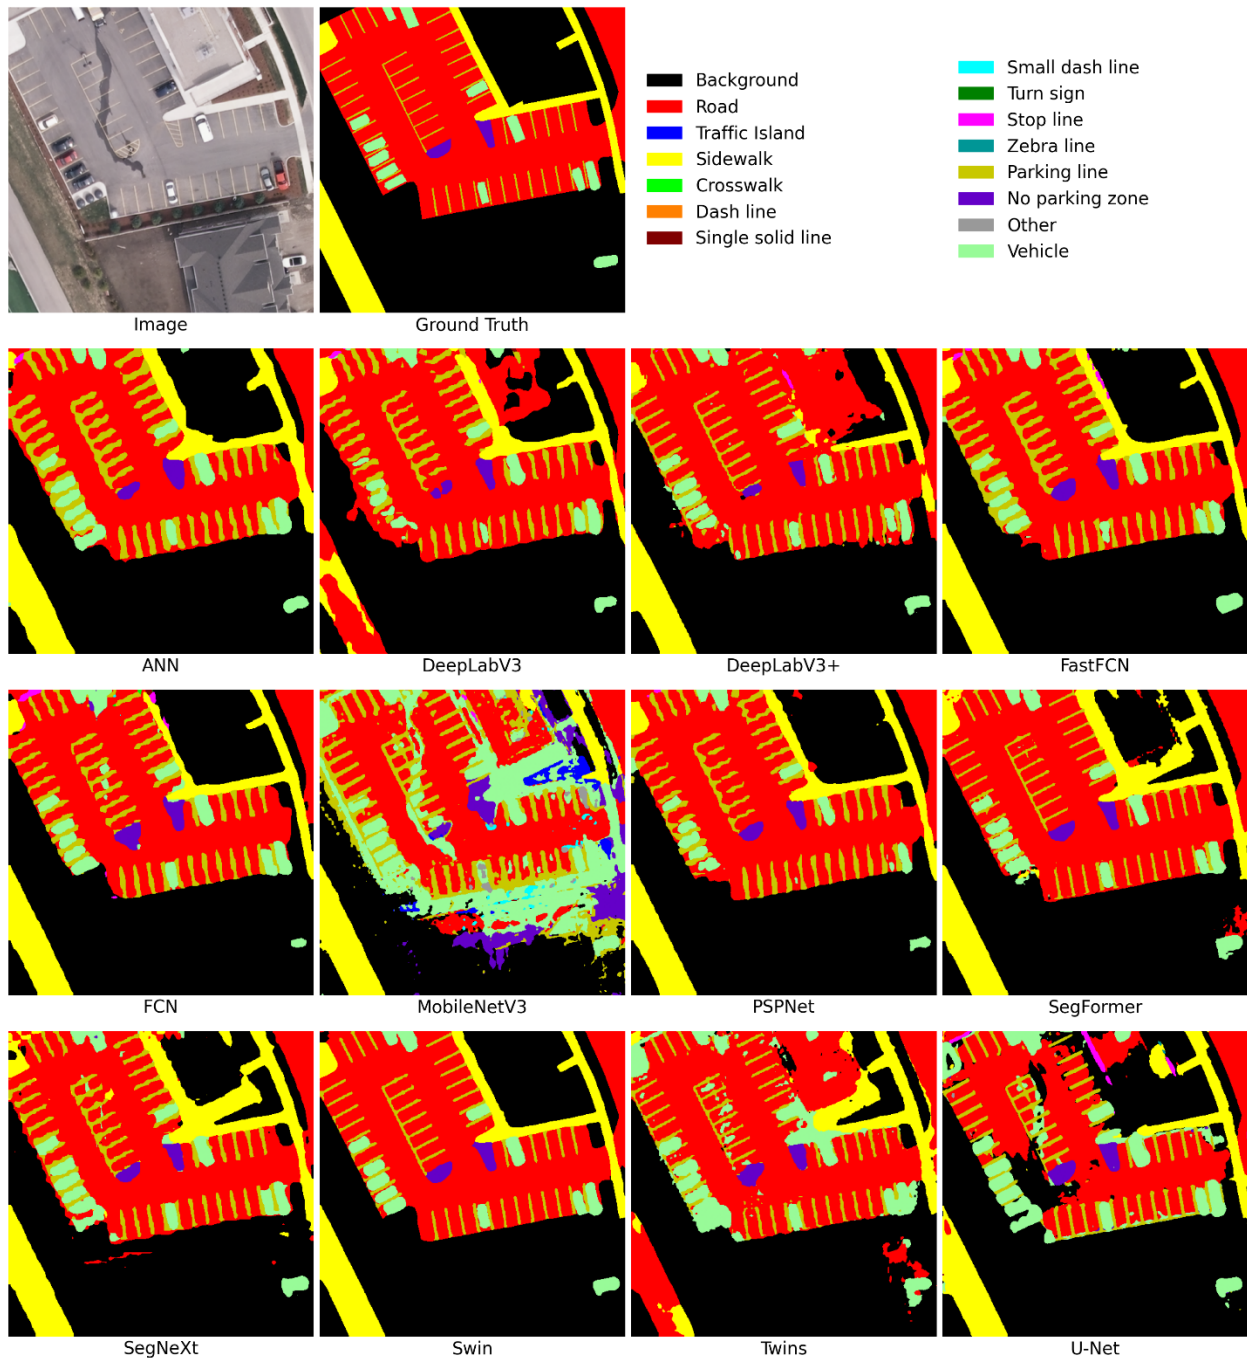 Image
Ground Truth
Background
Road
Traffic Island
Sidewalk
Crosswalk
Dash line
Single solid line
Small dash line
Turn sign
Stop line
Zebra line
Parking line
No parking zone
Other
Vehicle
ANN
DeepLabV3
DeepLabV3+
FastFCN
FCN
MobileNetV3
PSPNet
SegFormer
SegNeXt
Swin
Twins
U-Net